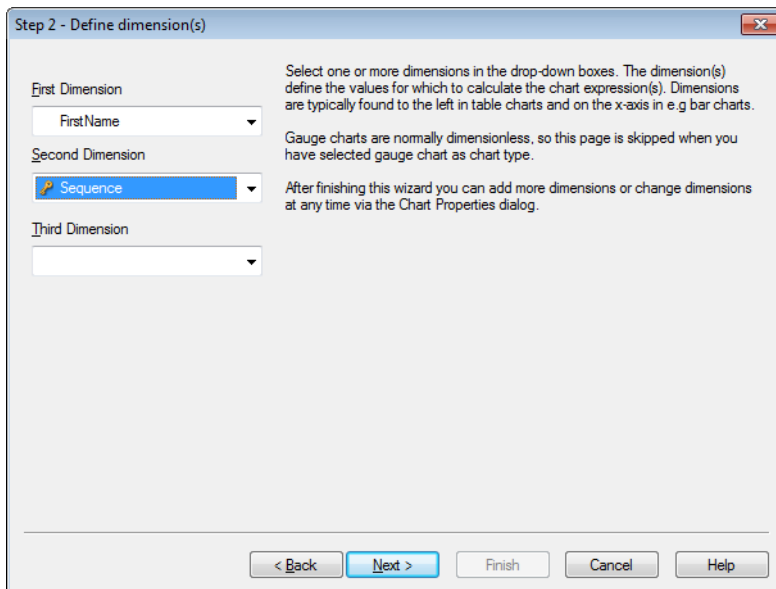 Step 2 - Define dimension(s)
First Dimension
FirstName
Second Dimension
Sequence
Third Dimension
Select one or more dimensions in the drop-down boxes. The dimension(s)
define the values for which to calculate the chart expression(s). Dimensions
are typically found to the left in table charts and on the x-axis in e.g bar charts.
Gauge charts are normally dimensionless, so this page is skipped when you
have selected gauge chart as chart type.
After finishing this wizard you can add more dimensions or change dimensions
at any time via the Chart Properties dialog.
< Back
Next >
Finish
Cancel
Help